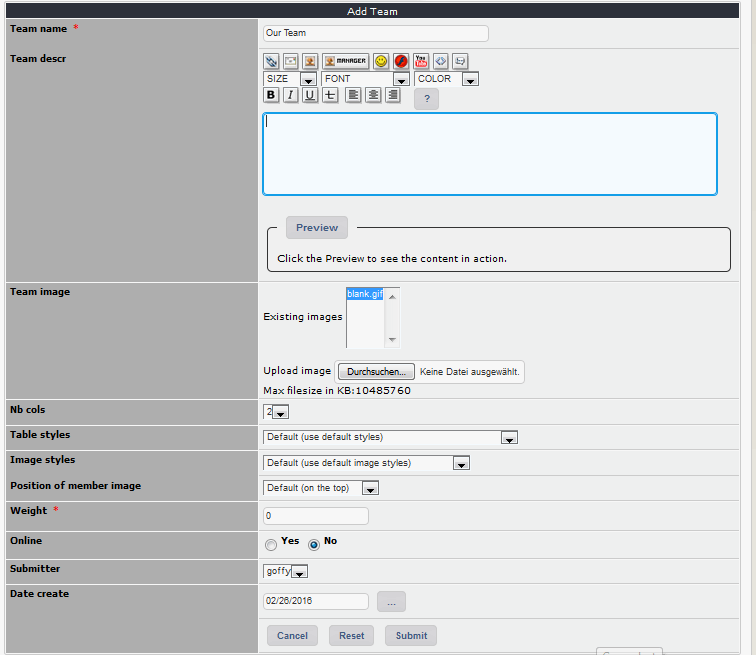 Add Team
Team name *
Our Team
Team descr
MANAGER
You Tube
SIZE FONT COLOR
B I U T ?
Preview
Click the Preview to see the content in action.
Team image
blank.gif
Existing images
Upload image Durchsuchen... Keine Datei ausgewählt.
Max filesize in KB:10485760
Nb cols
2
Table styles
Default (use default styles)
Image styles
Default (use default image styles)
Position of member image
Default (on the top)
Weight *
0
Online
Yes No
Submitter
goffy
Date create
02/26/2016 ...
Cancel Reset Submit